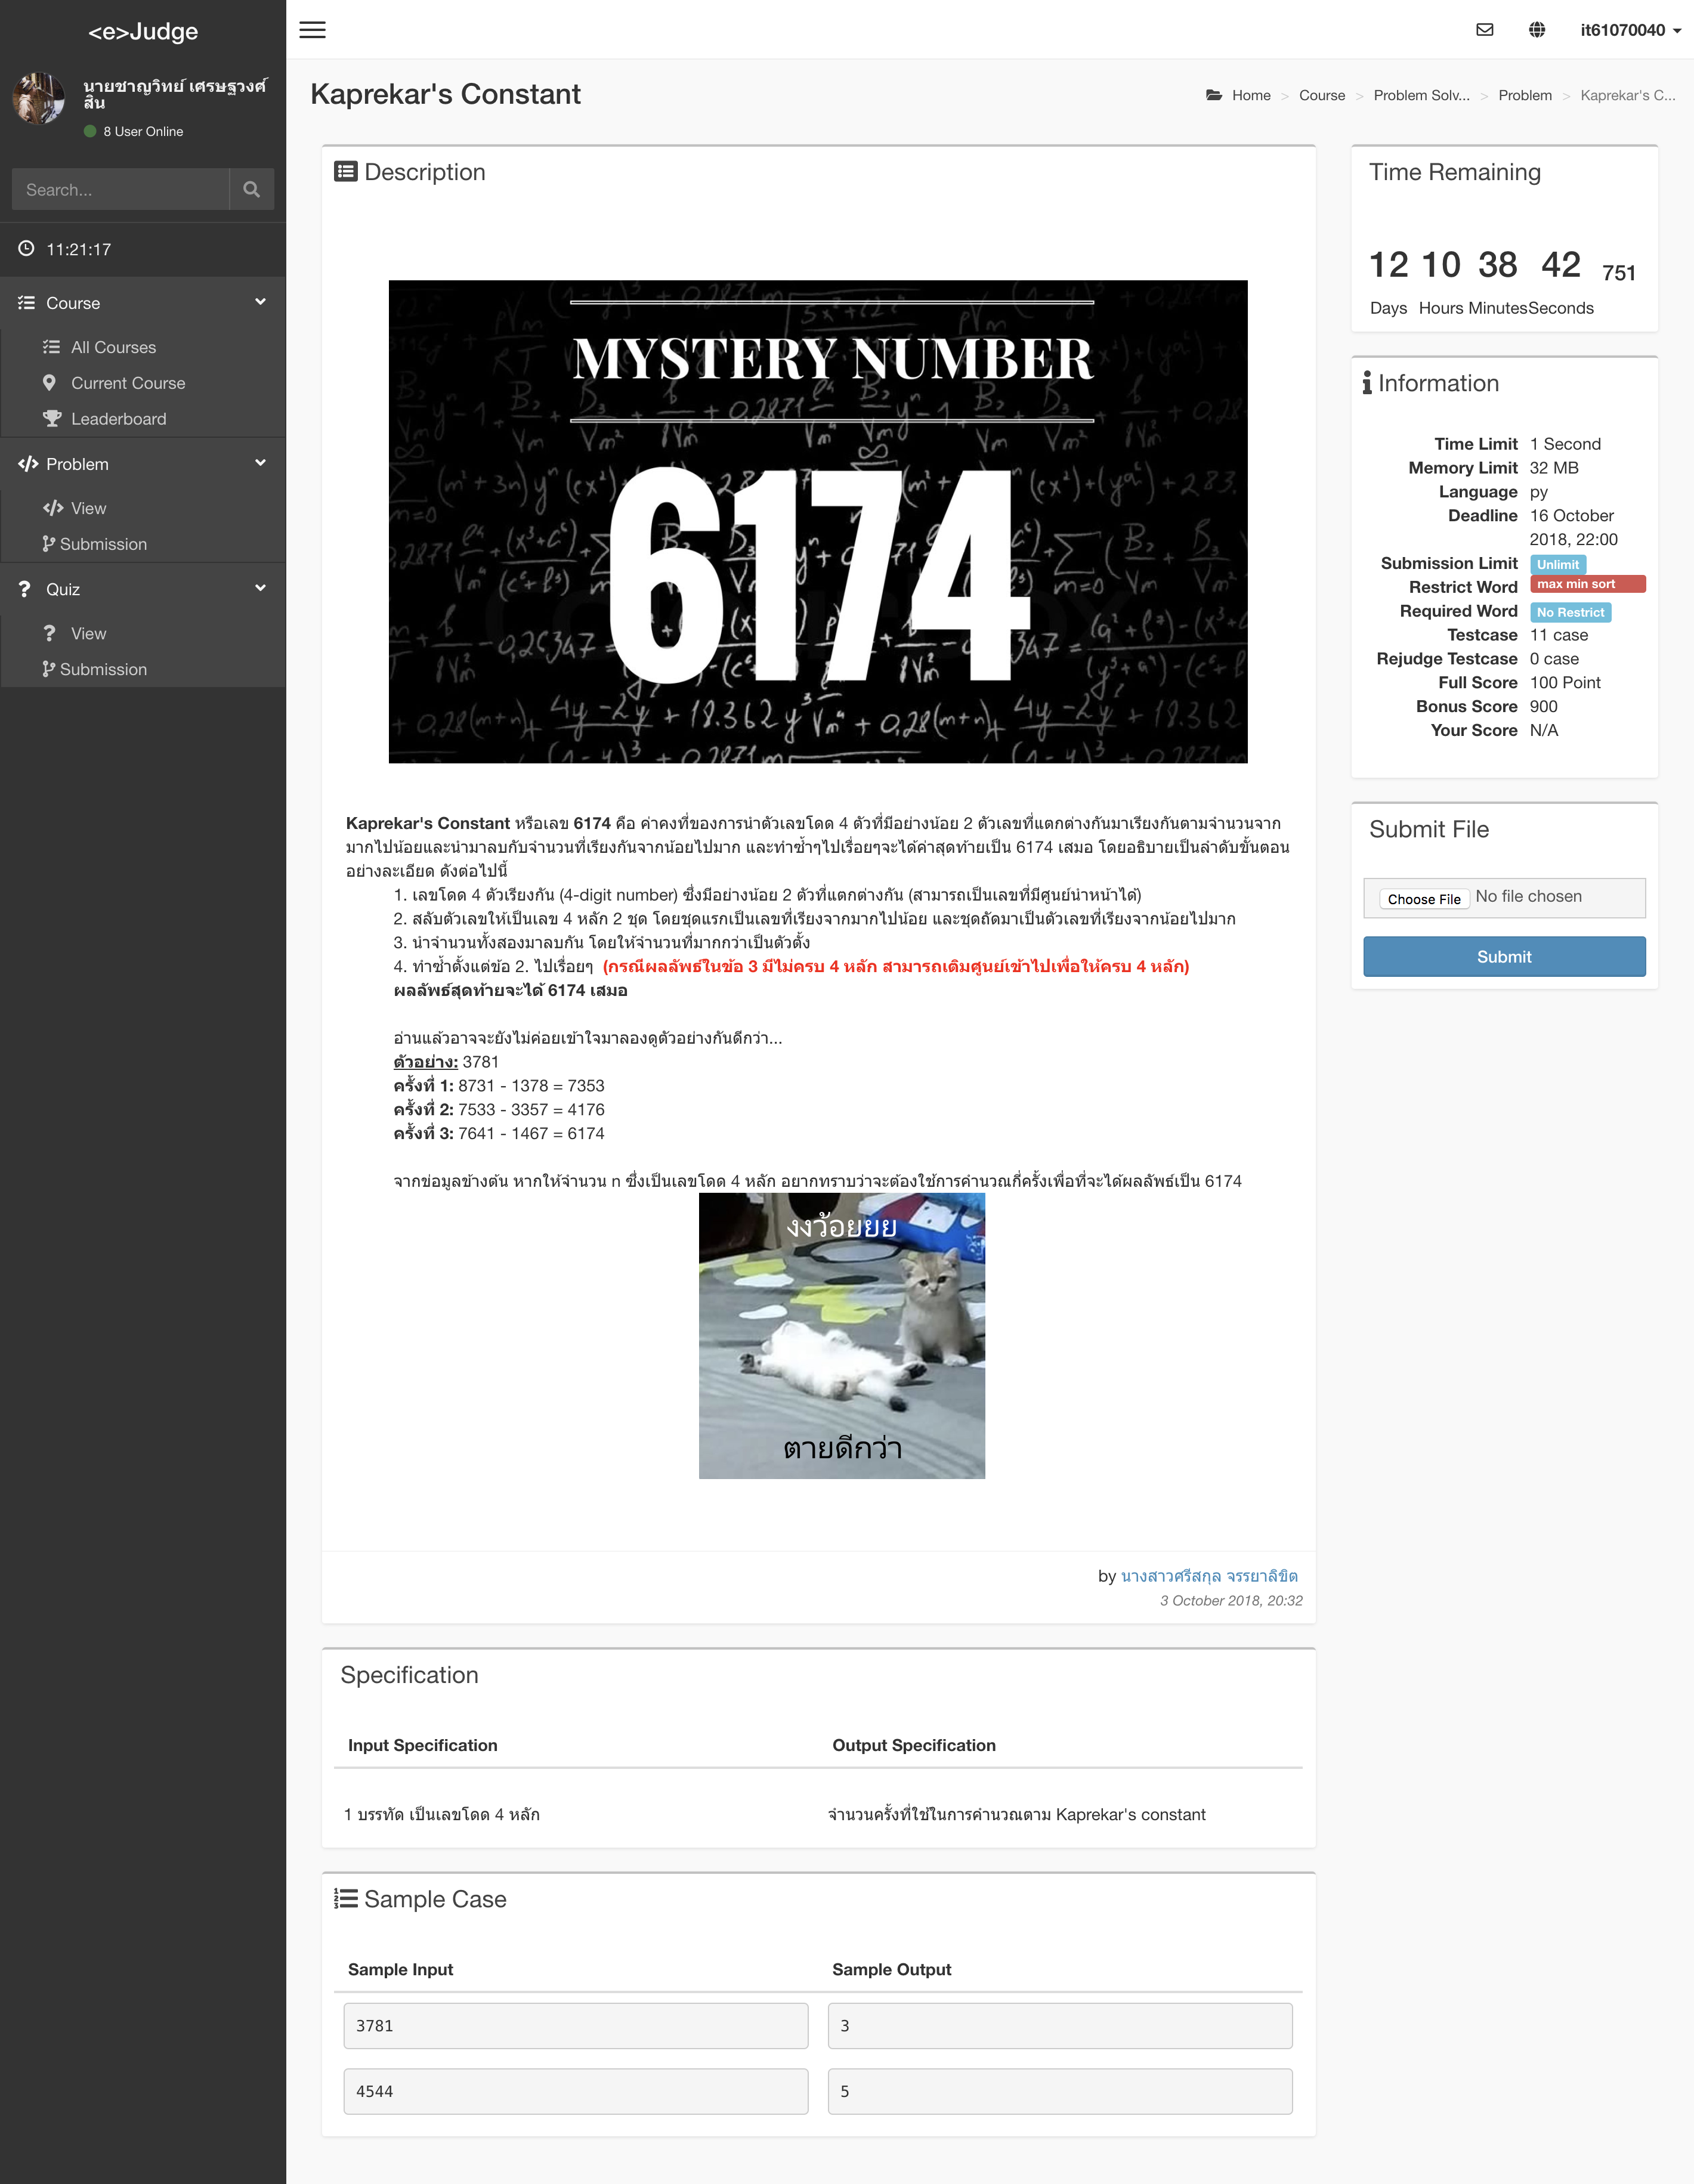 <e>Judge
นายชาญวิทย์ เศรษฐวงศ์
สิน
8 User Online
Search...
11:21:17
Course
All Courses
Current Course
Leaderboard
Problem
View
Submission
Quiz
View
Submission
it61070040
Kaprekar's Constant
Home > Course > Problem Solv... > Problem > Kaprekar's C...
Description
MYSTERY NUMBER
6174
Kaprekar's Constant หรือเลข 6174 คือ ค่าคงที่ของการนำตัวเลขโดด 4 ตัวที่มีอย่างน้อย 2 ตัวเลขที่แตกต่างกันมาเรียงกันตามจำนวนจาก
มากไปน้อยและนำมาลบกับจำนวนที่เรียงกันจากน้อยไปมาก และทำซ้ำๆไปเรื่อยๆจะได้ค่าสุดท้ายเป็น 6174 เสมอ โดยอธิบายเป็นลำดับขั้นตอน
อย่างละเอียด ดังต่อไปนี้
1. เลขโดด 4 ตัวเรียงกัน (4-digit number) ซึ่งมีอย่างน้อย 2 ตัวที่แตกต่างกัน (สามารถเป็นเลขที่มีศูนย์นำหน้าได้)
2. สลับตัวเลขให้เป็นเลข 4 หลัก 2 ชุด โดยชุดแรกเป็นเลขที่เรียงจากมากไปน้อย และชุดถัดมาเป็นตัวเลขที่เรียงจากน้อยไปมาก
3. นำจำนวนทั้งสองมาลบกัน โดยให้จำนวนที่มากกว่าเป็นตัวตั้ง
4. ทำซ้ำตั้งแต่ข้อ 2. ไปเรื่อยๆ (กรณีผลลัพธ์ในข้อ 3 มีไม่ครบ 4 หลัก สามารถเติมศูนย์เข้าไปเพื่อให้ครบ 4 หลัก)
ผลลัพธ์สุดท้ายจะได้ 6174 เสมอ
อ่านแล้วอาจจะยังไม่ค่อยเข้าใจมาลองดูตัวอย่างกันดีกว่า...
ตัวอย่าง: 3781
ครั้งที่ 1: 8731 - 1378 = 7353
ครั้งที่ 2: 7533 - 3357 = 4176
ครั้งที่ 3: 7641 - 1467 = 6174
จากข่อมูลข้างต้น หากให้จำนวน n ซึ่งเป็นเลขโดด 4 หลัก อยากทราบว่าจะต้องใช้การคำนวณกี่ครั้งเพื่อที่จะได้ผลลัพธ์เป็น 6174
งงว้อยยย
ตายดีกว่า
by นางสาวศรีสกุล จรรยาลิขิต
3 October 2018, 20:32
Specification
Input Specification Output Specification
1 บรรทัด เป็นเลขโดด 4 หลัก จำนวนครั้งที่ใช้ในการคำนวณตาม Kaprekar's constant
Sample Case
Sample Input Sample Output
3781 3
4544 5
Time Remaining
12 10 38 42 751
Days Hours Minutes Seconds
Information
Time Limit 1 Second
Memory Limit 32 MB
Language py
Deadline 16 October
2018, 22:00
Submission Limit Unlimit
Restrict Word max min sort
Required Word No Restrict
Testcase 11 case
Rejudge Testcase 0 case
Full Score 100 Point
Bonus Score 900
Your Score N/A
Submit File
Choose File No file chosen
Submit